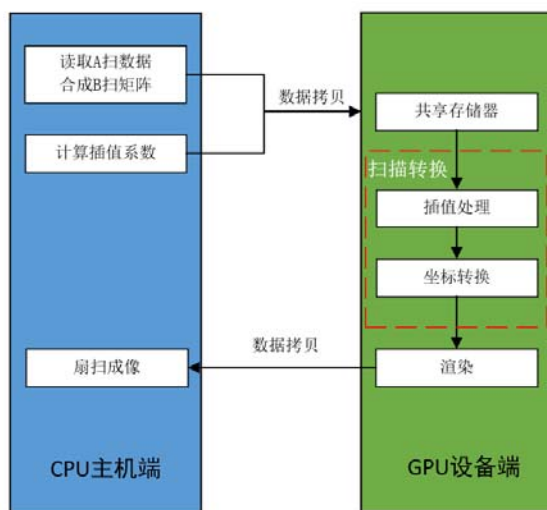 读取A扫数据
合成B扫矩阵
计算插值系数
数据拷贝
共享存储器
扫描转换
插值处理
坐标转换
数据拷贝
扇扫成像
渲染
CPU主机端
GPU设备端